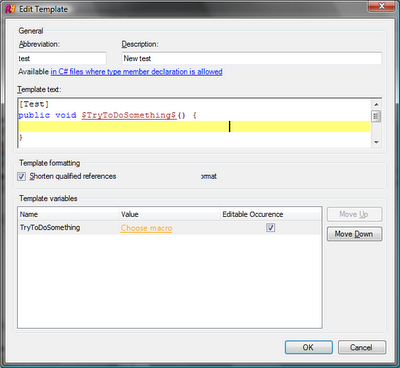 Edit Template
General
Abbreviation: Description:
test New test
Available in C# files where type member declaration is allowed
Template text:
[Test]
public void $TryToDoSomething$() {
}
Template formatting
Shorten qualified references ormat
Template variables
Name Value Editable Occurence
TryToDoSomething Choose macro
Move Up
Move Down
OK Cancel